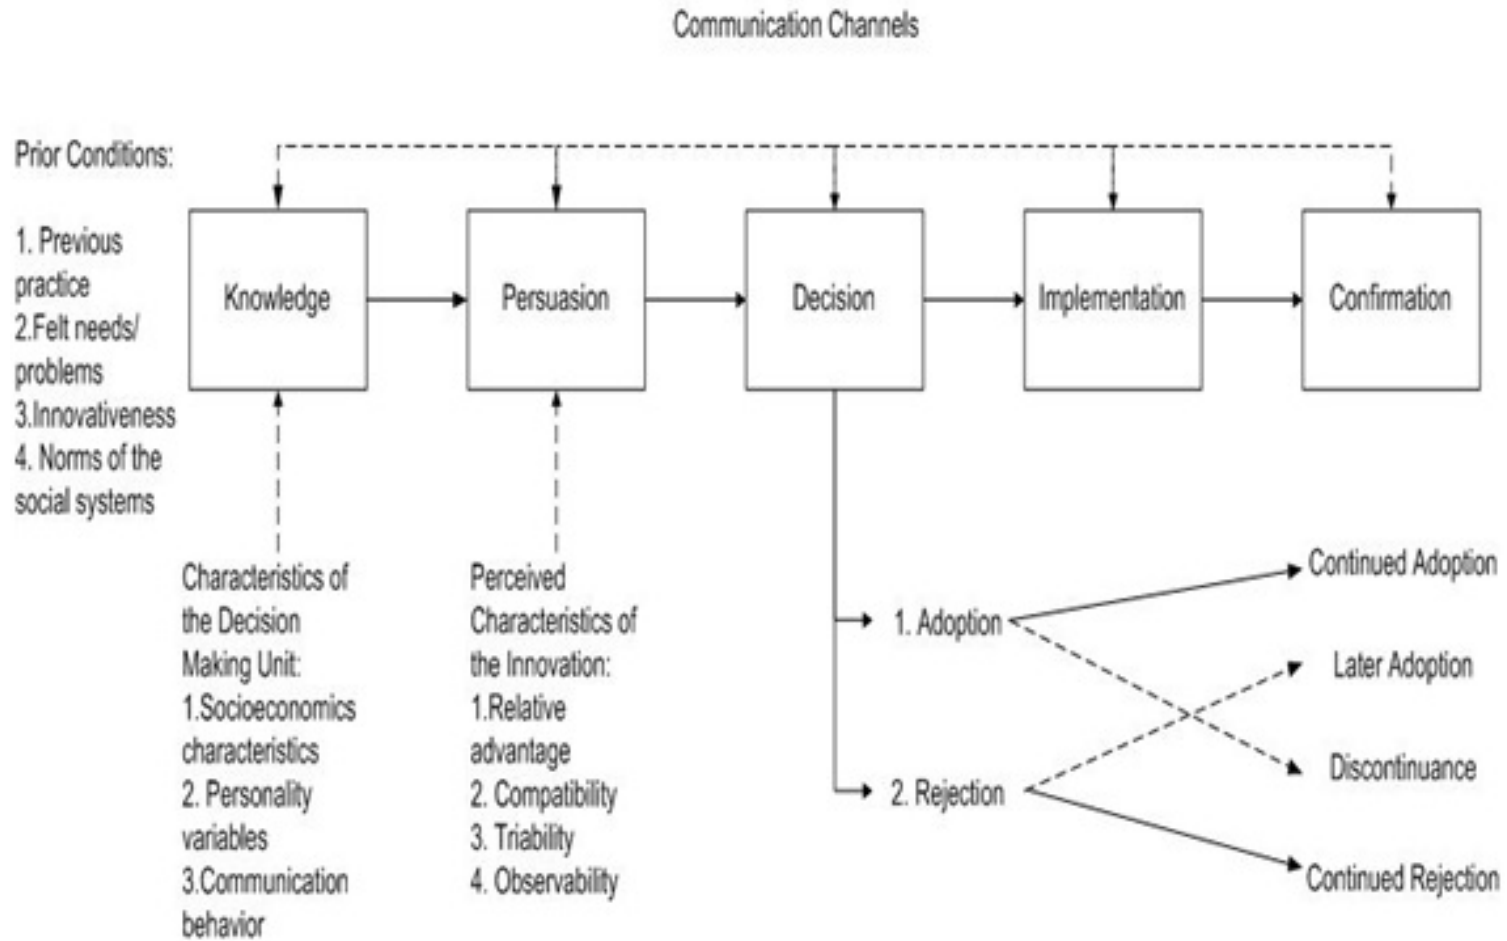 Communication Channels
Prior Conditions:
1. Previous
practice
2.Felt needs/
problems
3.Innovativeness
4. Norms of the
social systems
Knowledge
Persuasion
Decision
Implementation
Confirmation
Characteristics of
the Decision
Making Unit:
1.Socioeconomics
characteristics
2. Personality
variables
3.Communication
behavior
Perceived
Characteristics of
the Innovation:
1.Relative
advantage
2. Compatibility
3. Triability
4. Observability
1. Adoption
2. Rejection
Continued Adoption
Later Adoption
Discontinuance
Continued Rejection